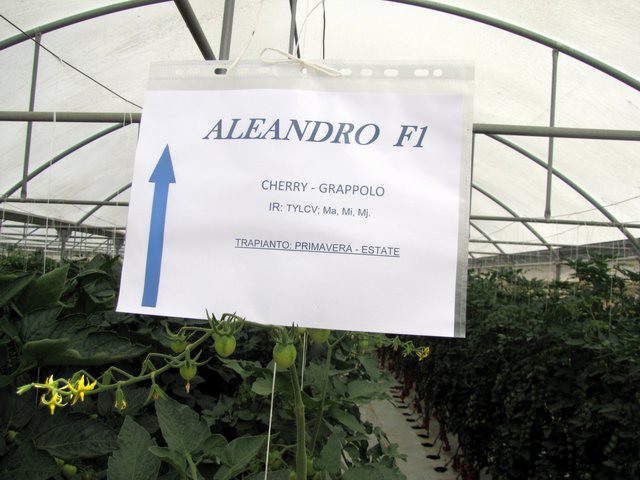 ALEANDRO F1
CHERRY - GRAPPOLO
IR: TYLCV; Ma, Mi, Mj.
TRAPIANTO: PRIMAVERA - ESTATE